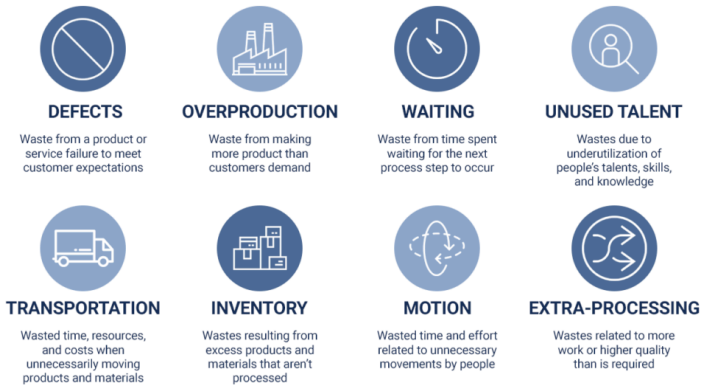 DEFECTS
Waste from a product or
service failure to meet
customer expectations
OVERPRODUCTION
Waste from making
more product than
customers demand
WAITING
Waste from time spent
waiting for the next
process step to occur
UNUSED TALENT
Wastes due to
underutilization of
people's talents, skills,
and knowledge
TRANSPORTATION
Wasted time, resources,
and costs when
unnecessarily moving
products and materials
INVENTORY
Wastes resulting from
excess products and
materials that aren't
processed
MOTION
Wasted time and effort
related to unnecessary
movements by people
EXTRA-PROCESSING
Wastes related to more
work or higher quality
than is required